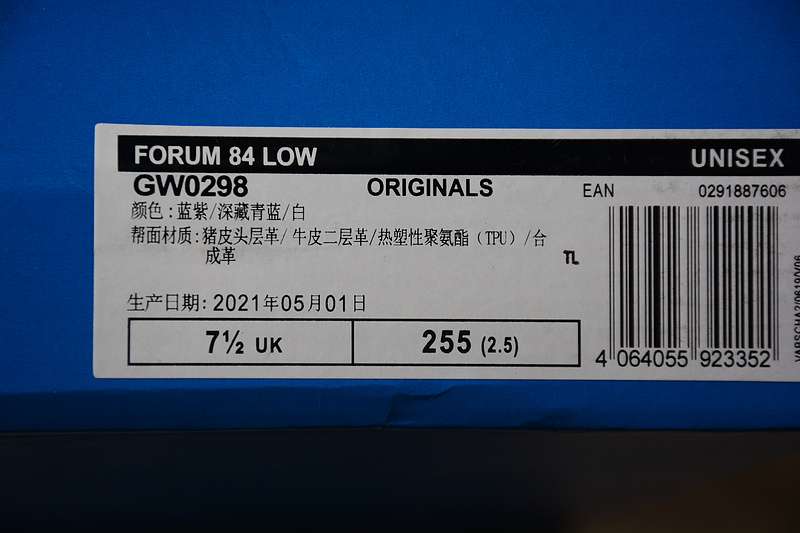 FORUM 84 LOW
UNISEX
GW0298
ORIGINALS
EAN
0291887606
颜色：蓝紫/深藏青蓝/白
帮面材质：猪皮头层革/ 牛皮二层革/热塑性聚氨酯（TPU）/合
成革
TL
生产日期：2021年05月01日
7½ UK
255 (2.5)
4 064055 923352